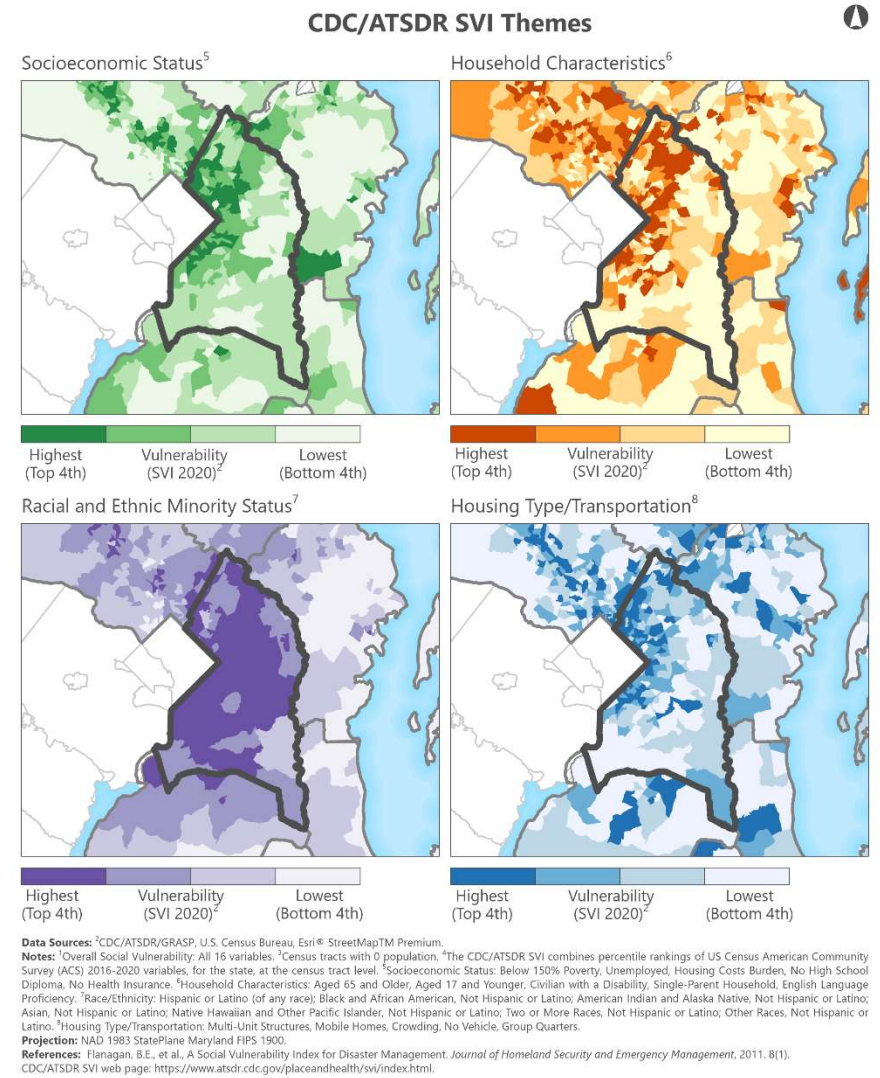 CDC/ATSDR SVI Themes
Socioeconomic Status⁵
Household Characteristics⁶
Highest
(Top 4th)
Vulnerability
(SVI 2020)²
Lowest
(Bottom 4th)
Highest
(Top 4th)
Vulnerability
(SVI 2020)²
Lowest
(Bottom 4th)
Racial and Ethnic Minority Status⁷
Housing Type/Transportation⁸
Highest
(Top 4th)
Vulnerability
(SVI 2020)²
Lowest
(Bottom 4th)
Highest
(Top 4th)
Vulnerability
(SVI 2020)²
Lowest
(Bottom 4th)
Data Sources: ²CDC/ATSDR/GRASP, U.S. Census Bureau, Esri® StreetMapTM Premium.
Notes: ¹Overall Social Vulnerability: All 16 variables. ³Census tracts with 0 population. ⁴The CDC/ATSDR SVI combines percentile rankings of US Census American Community
Survey (ACS) 2016-2020 variables, for the state, at the census tract level. ⁵Socioeconomic Status: Below 150% Poverty, Unemployed, Housing Costs Burden, No High School
Diploma, No Health Insurance. ⁶Household Characteristics: Aged 65 and Older, Aged 17 and Younger, Civilian with a Disability, Single-Parent Household, English Language
Proficiency. ⁷Race/Ethnicity: Hispanic or Latino (of any race); Black and African American, Not Hispanic or Latino; American Indian and Alaska Native, Not Hispanic or Latino;
Asian, Not Hispanic or Latino; Native Hawaiian and Other Pacific Islander, Not Hispanic or Latino; Two or More Races, Not Hispanic or Latino; Other Races, Not Hispanic or
Latino. ⁸Housing Type/Transportation: Multi-Unit Structures, Mobile Homes, Crowding, No Vehicle, Group Quarters.
Projection: NAD 1983 StatePlane Maryland FIPS 1900.
References: Flanagan, B.E., et al., A Social Vulnerability Index for Disaster Management. Journal of Homeland Security and Emergency Management, 2011. 8(1).
CDC/ATSDR SVI web page: https://www.atsdr.cdc.gov/placeandhealth/svi/index.html.